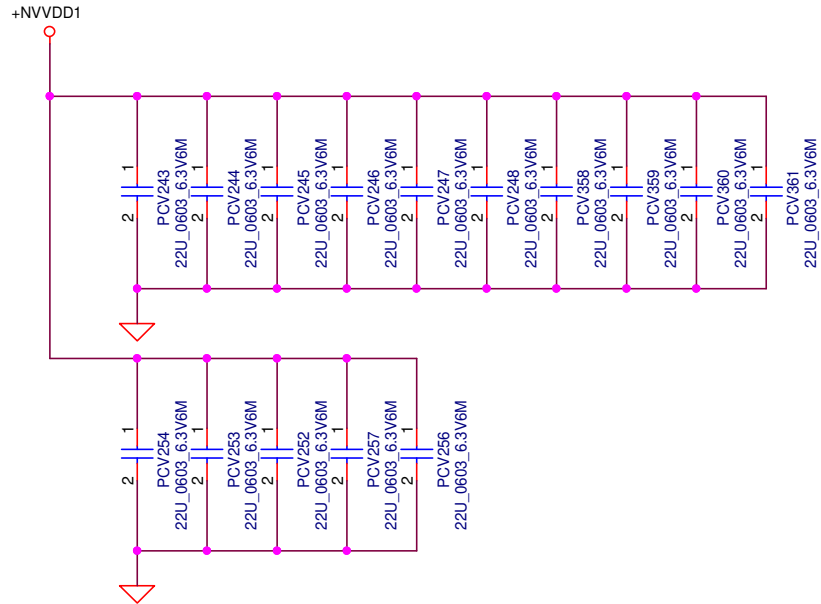 +NVVDD1
1
2
PCV243
22U_0603_6.3V6M
1
2
PCV244
22U_0603_6.3V6M
1
2
PCV245
22U_0603_6.3V6M
1
2
PCV246
22U_0603_6.3V6M
1
2
PCV247
22U_0603_6.3V6M
1
2
PCV248
22U_0603_6.3V6M
1
2
PCV358
22U_0603_6.3V6M
1
2
PCV359
22U_0603_6.3V6M
1
2
PCV360
22U_0603_6.3V6M
1
2
PCV361
22U_0603_6.3V6M
1
2
PCV254
22U_0603_6.3V6M
1
2
PCV253
22U_0603_6.3V6M
1
2
PCV252
22U_0603_6.3V6M
1
2
PCV257
22U_0603_6.3V6M
1
2
PCV256
22U_0603_6.3V6M